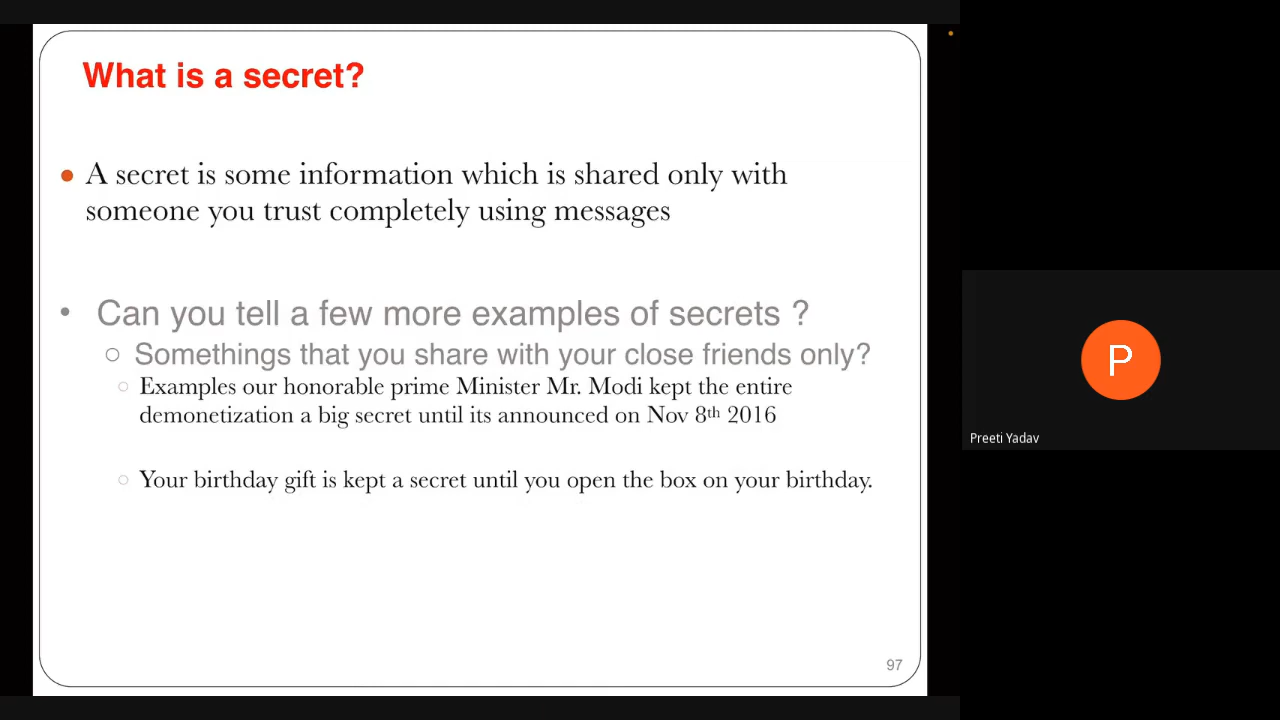 What is a secret?
• A secret is some information which is shared only with
someone you trust completely using messages
• Can you tell a few more examples of secrets ?
○ Somethings that you share with your close friends only?
○ Examples our honorable prime Minister Mr. Modi kept the entire
demonetization a big secret until its announced on Nov 8th 2016
○ Your birthday gift is kept a secret until you open the box on your birthday.
97
P
Preeti Yadav